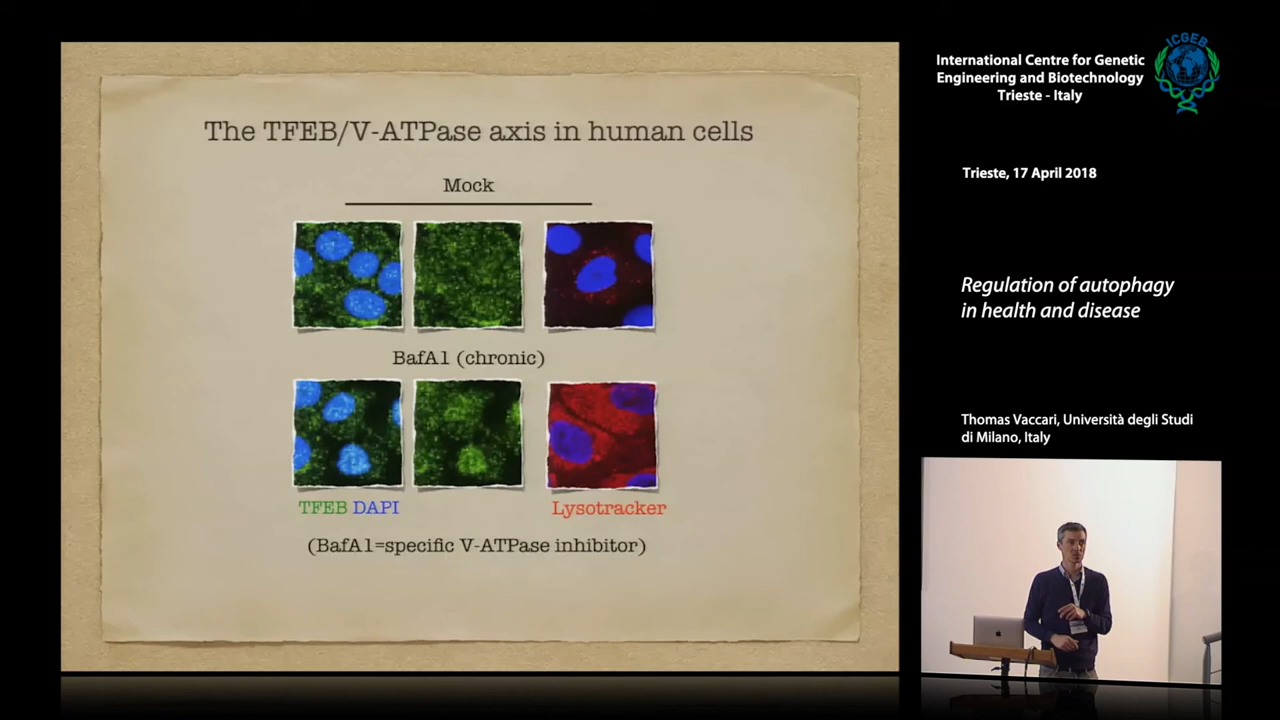 The TFEB/V-ATPase axis in human cells
Mock
BafA1 (chronic)
TFEB DAPI
Lysotracker
(BafA1=specific V-ATPase inhibitor)
ICGEB
International Centre for Genetic
Engineering and Biotechnology
Trieste - Italy
Trieste, 17 April 2018
Regulation of autophagy
in health and disease
Thomas Vaccari, Università degli Studi
di Milano, Italy